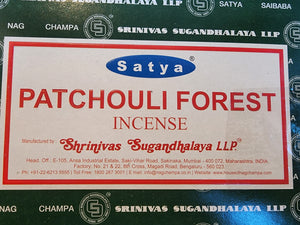 NAG CHAMPA SATYA SAIBABA
SRINIVAS SUGANDHALAYA LLP
Satya
PATCHOULI FOREST
INCENSE
Manufactured by : Shrinivas Sugandhalaya LLP.
Head. Off : E-105, Ansa Industrial Estate, Saki-Vihar Road, Sakinaka, Mumbai - 400 072, Maharashtra, INDIA.
Factory: No. 21 & 22, 8th Cross, Magadi Road, Bengaluru - 560 023.
NAG CHAMPA SRINIVAS SUGANDHALAYA LLP